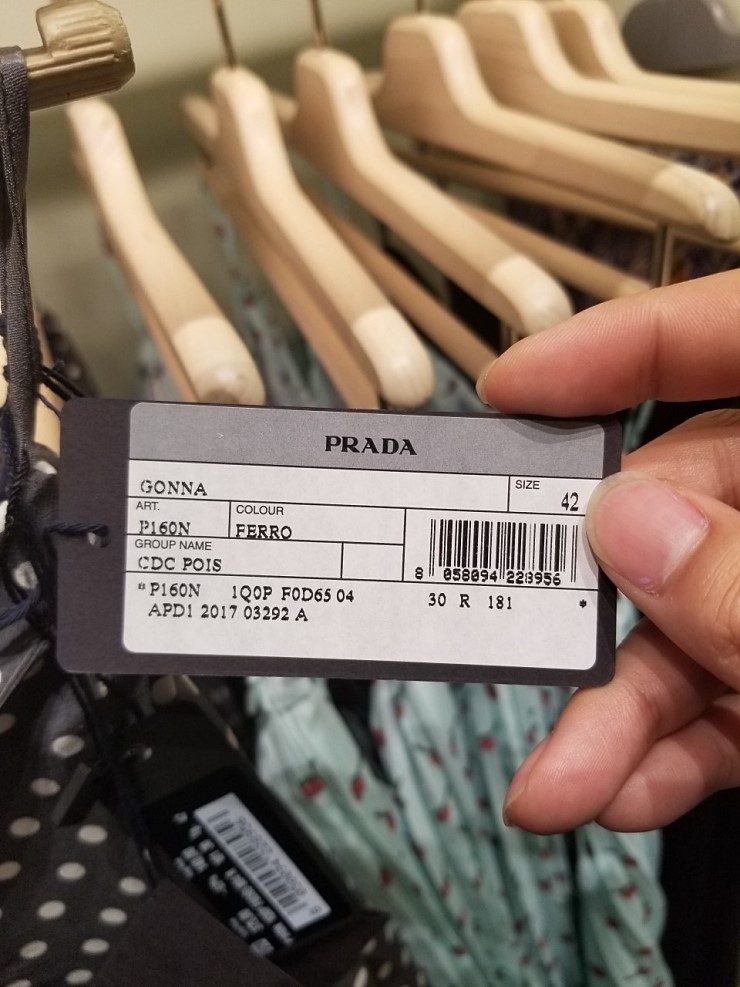 PRADA
GONNA
SIZE 42
ART. P160N
COLOUR FERRO
GROUP NAME
CDC POIS
8 058094 228956
*P160N 1Q0P F0D65 04 30 R 181 *
APD1 2017 03292 A